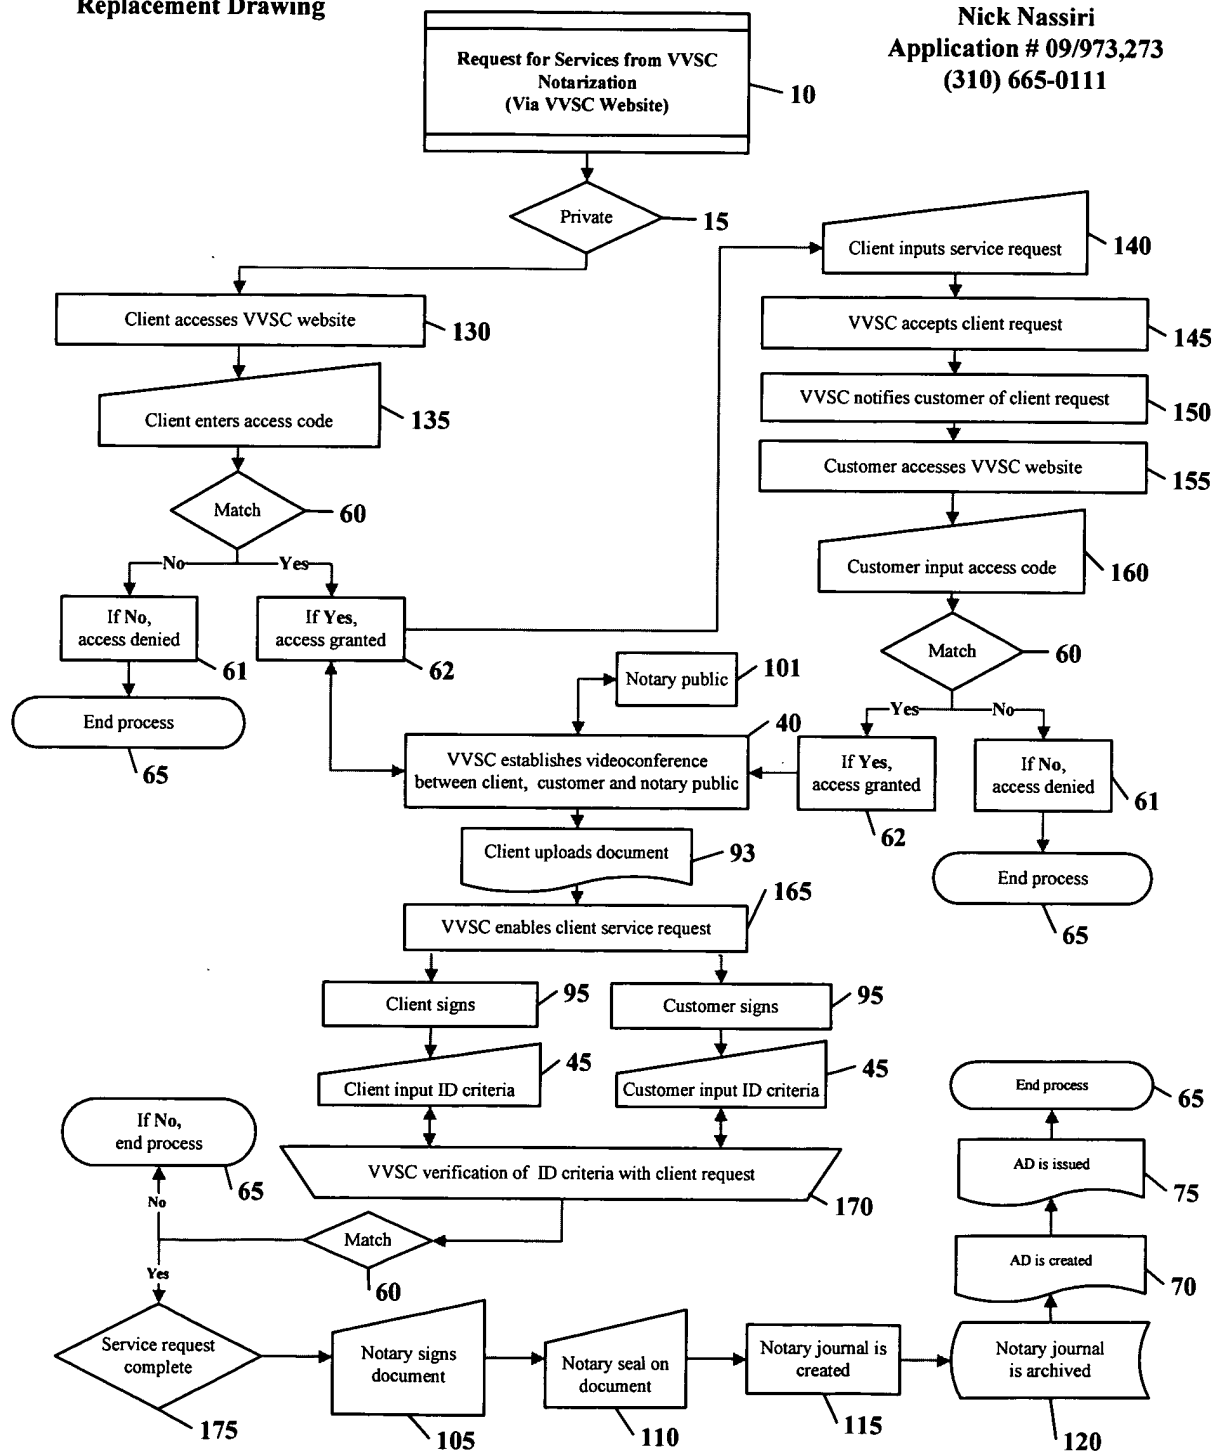 Replacement Drawing
Nick Nassiri
Application # 09/973,273
(310) 665-0111
Request for Services from VVSC
Notarization
(Via VVSC Website)
10
Private
15
Client accesses VVSC website
130
Client enters access code
135
Match
60
No
Yes
If No,
access denied
61
If Yes,
access granted
62
End process
65
Client inputs service request
140
VVSC accepts client request
145
VVSC notifies customer of client request
150
Customer accesses VVSC website
155
Customer input access code
160
Match
60
Yes
No
If Yes,
access granted
62
If No,
access denied
61
End process
65
Notary public
101
40
VVSC establishes videoconference
between client, customer and notary public
Client uploads document
93
165
VVSC enables client service request
Client signs
95
Customer signs
95
Client input ID criteria
45
Customer input ID criteria
45
VVSC verification of ID criteria with client request
170
Match
60
If No,
end process
65
No
Yes
Service request
complete
175
Notary signs
document
105
Notary seal on
document
110
Notary journal is
created
115
Notary journal
is archived
120
AD is created
70
AD is issued
75
End process
65